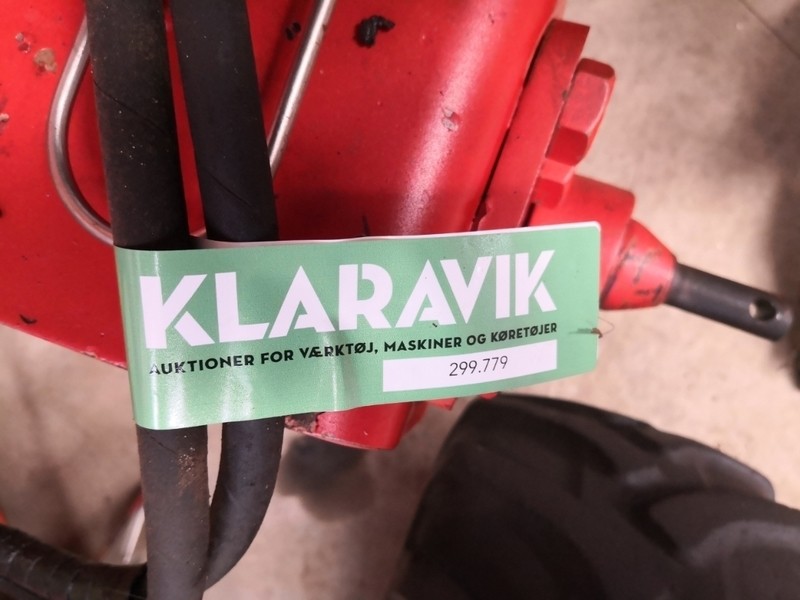 KLARAVIK
AUKTIONER FOR VÆRKTØJ, MASKINER OG KØRETØJER
299.779